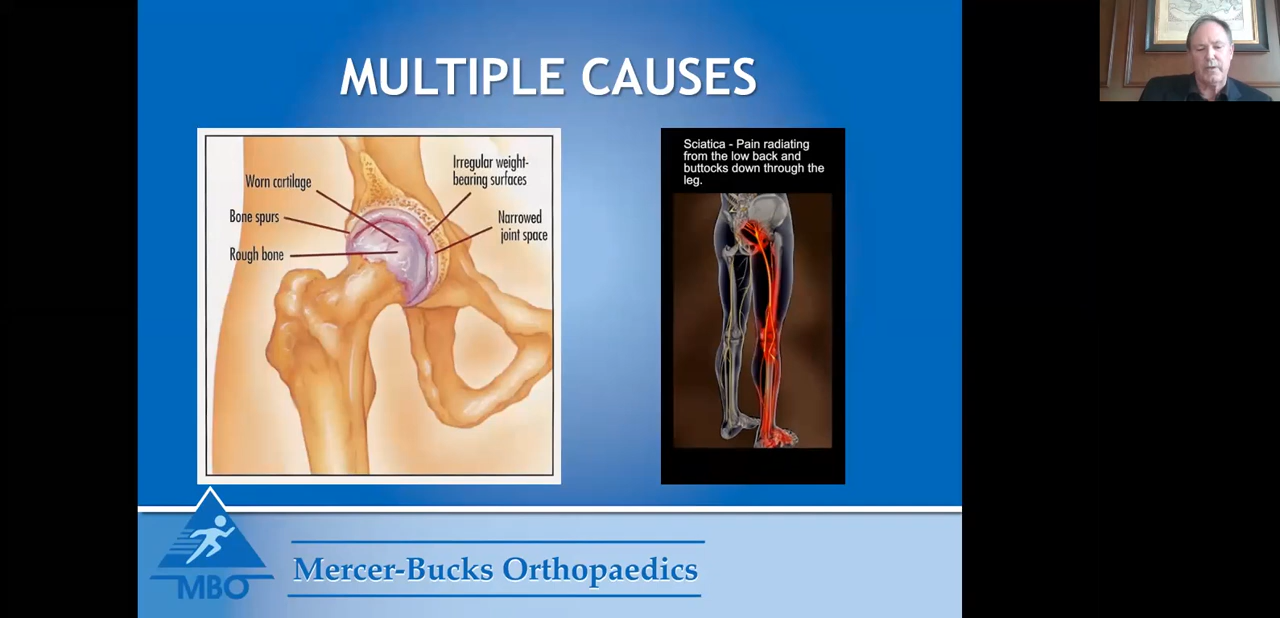 MULTIPLE CAUSES
Worn cartilage
Bone spurs
Rough bone
Irregular weight-
bearing surfaces
Narrowed
joint space
Sciatica - Pain radiating
from the low back and
buttocks down through the
leg.
MBO
Mercer-Bucks Orthopaedics